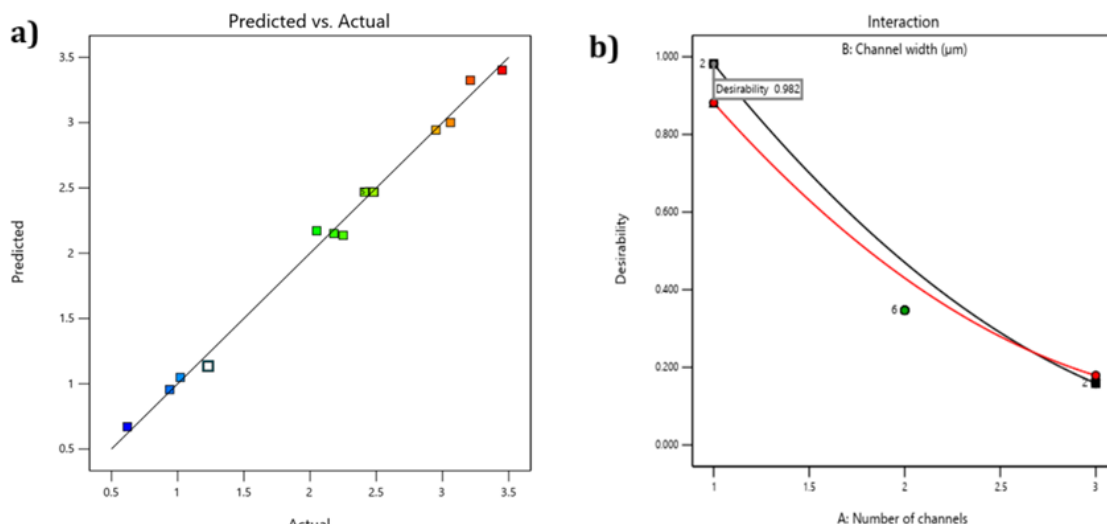 a)
Predicted vs. Actual
Predicted
3.5
3
2.5
2
1.5
1
0.5
0.5
1
1.5
2
2.5
3
3.5
Actual
b)
Interaction
B: Channel width (µm)
Desirability
1.000
0.800
0.600
0.400
0.200
0.000
2
Desirability 0.982
6
2
1
1.5
2
2.5
3
A: Number of channels